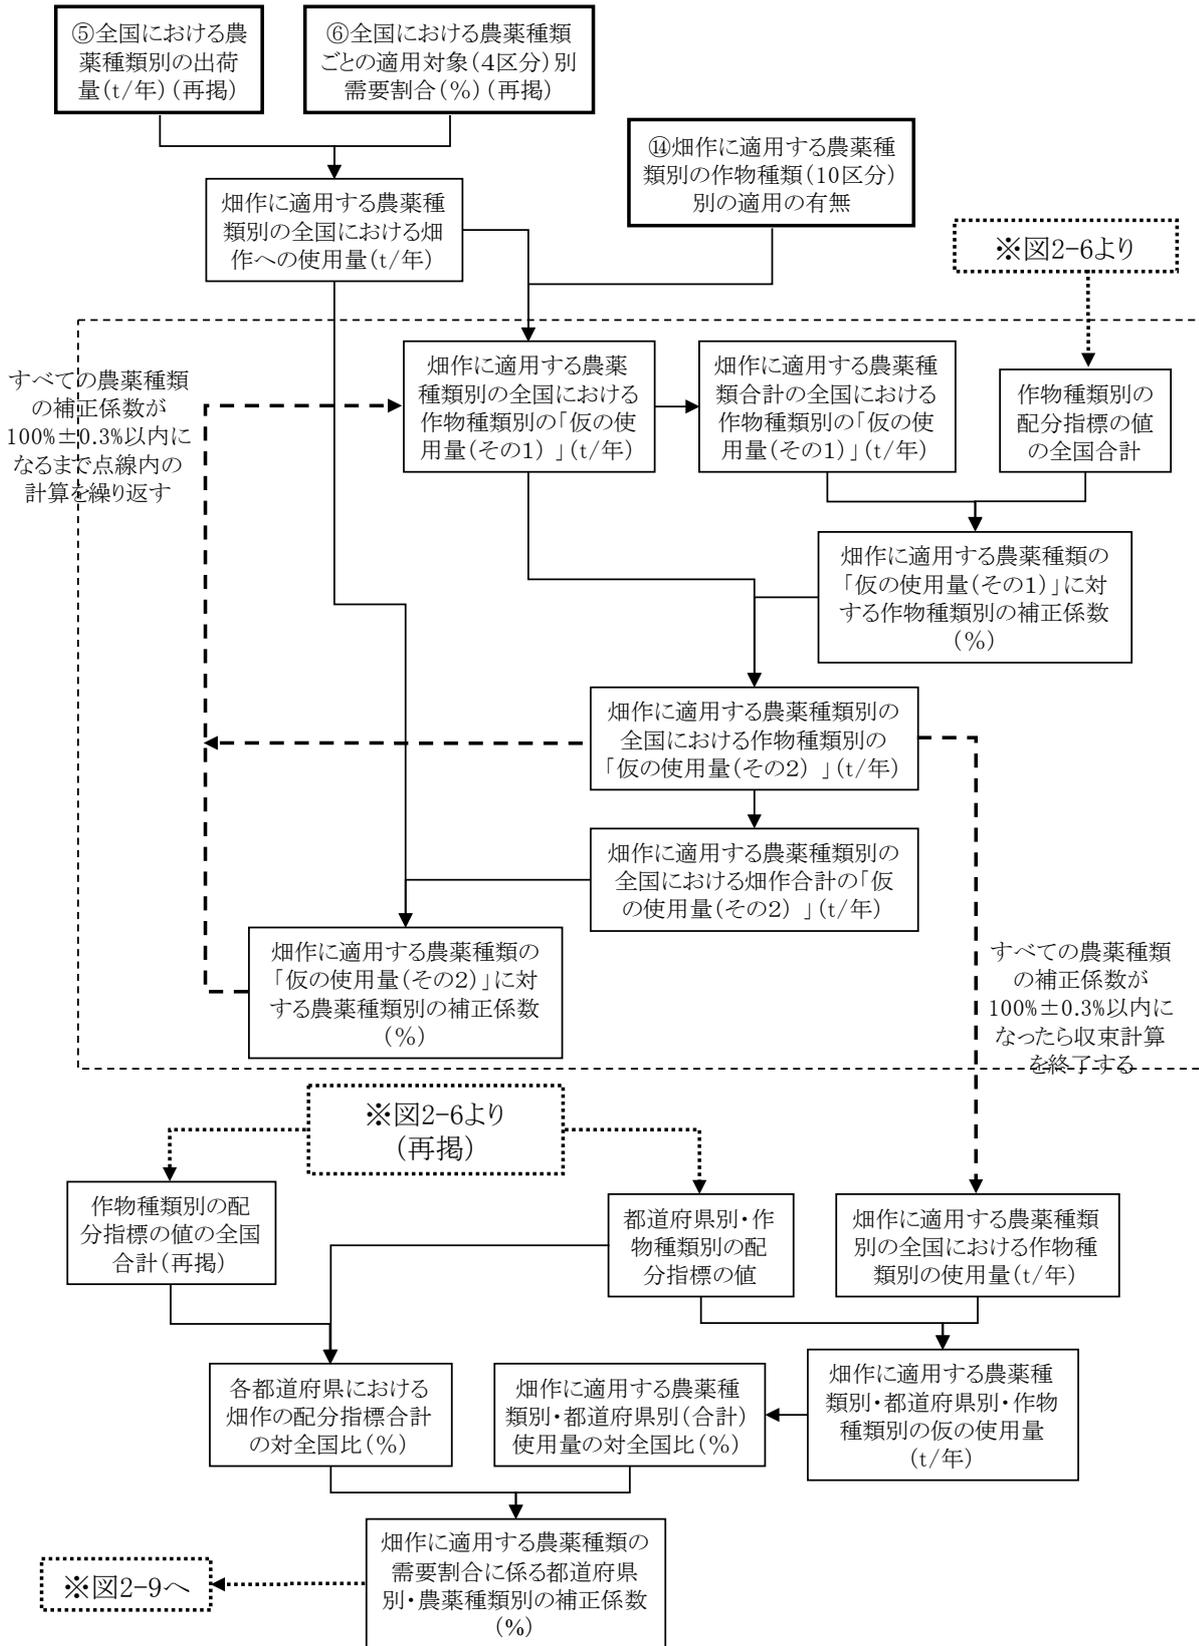 ⑤全国における農
薬種類別の出荷
量(t/年)(再掲)
⑥全国における農薬種類
ごとの適用対象(4区分)別
需要割合(%)(再掲)
⑭畑作に適用する農薬種
類別の作物種類(10区分)
別の適用の有無
畑作に適用する農薬種
類別の全国における畑
作への使用量(t/年)
※図2-6より
すべての農薬種類
の補正係数が
100%±0.3%以内に
なるまで点線内の
計算を繰り返す
畑作に適用する農薬
種類別の全国における
作物種類別の「仮の使
用量(その1) 」(t/年)
畑作に適用する農薬種
類合計の全国における
作物種類別の「仮の使
用量(その1)」(t/年)
作物種類別の
配分指標の値
の全国合計
畑作に適用する農薬種類の
「仮の使用量(その1)」に対
する作物種類別の補正係数
(%)
畑作に適用する農薬種類別の
全国における作物種類別の
「仮の使用量(その2) 」(t/年)
畑作に適用する農薬種類別の
全国における畑作合計の「仮
の使用量(その2) 」(t/年)
畑作に適用する農薬種類の
「仮の使用量(その2)」に対
する農薬種類別の補正係数
(%)
すべての農薬種類
の補正係数が
100%±0.3%以内に
なったら収束計算
を終了する
※図2-6より
(再掲)
作物種類別の配
分指標の値の全国
合計(再掲)
都道府県別・作
物種類別の配
分指標の値
畑作に適用する農薬種類
別の全国における作物種
類別の使用量(t/年)
各都道府県における
畑作の配分指標合計
の対全国比(%)
畑作に適用する農薬種
類別・都道府県別(合計)
使用量の対全国比(%)
畑作に適用する農薬種
類別・都道府県別・作物
種類別の仮の使用量
(t/年)
畑作に適用する農薬種類の
需要割合に係る都道府県
別・農薬種類別の補正係数
(%)
※図2-9へ